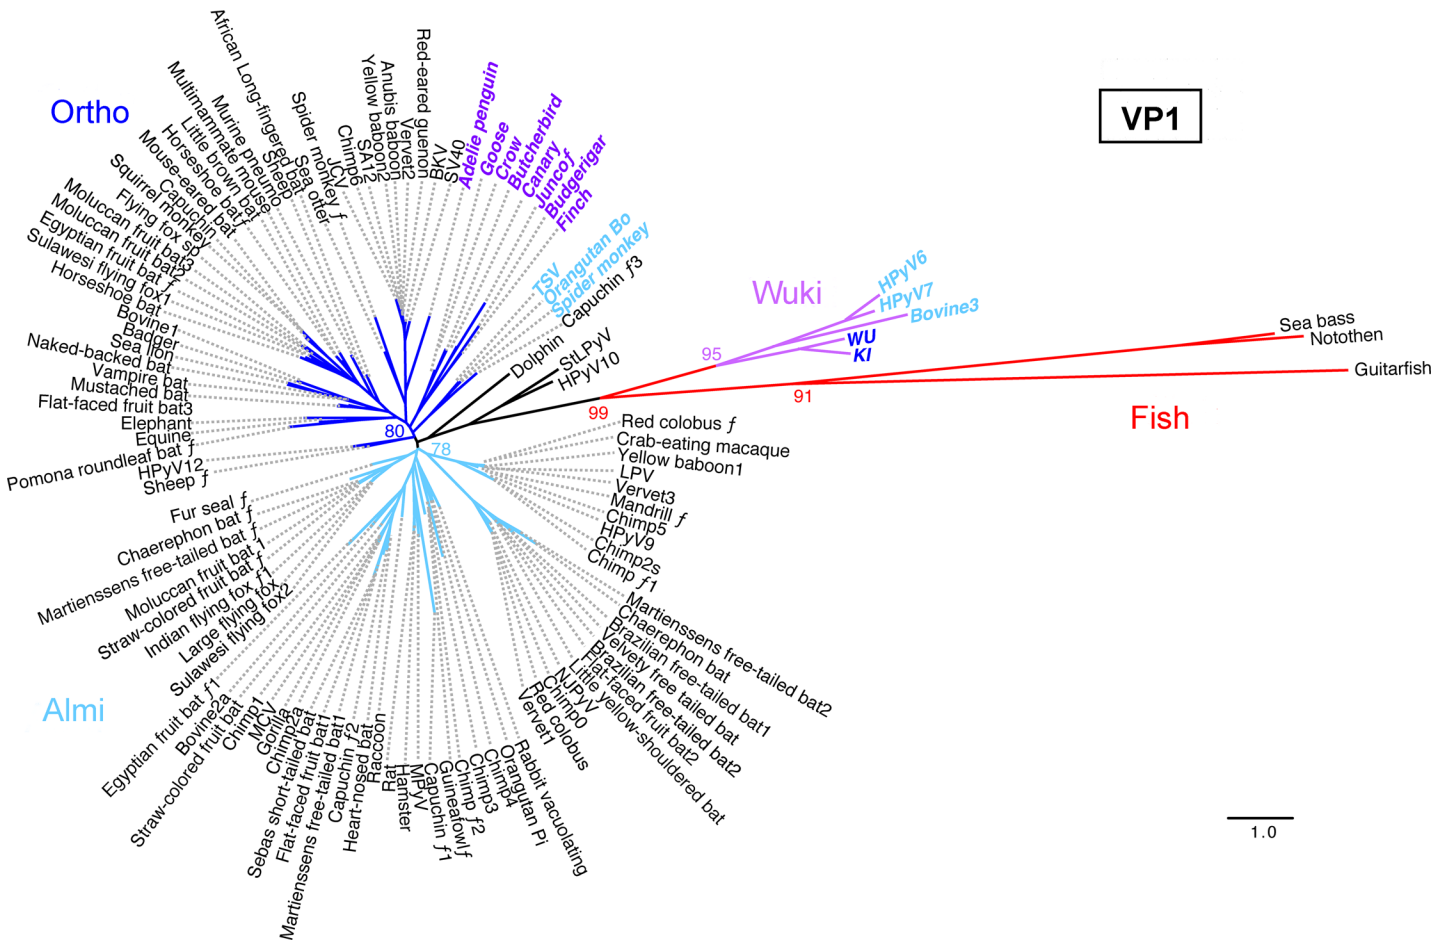 VP1
Ortho
African Long-fingered bat
Multimammate mouse
Murine pneumo
Little brown bat
Horseshoe batƒ
Mouse-eared bat
Capuchin
Squirrel monkey
Flying fox sp
Moluccan fruit bat3
Moluccan fruit bat2
Egyptian fruit bat ƒ
Sulawesi flying fox1
Horseshoe bat
Bovine1
Badger
Sea lion
Naked-backed bat
Vampire bat
Mustached bat
Flat-faced fruit bat3
Elephant
Equine
Pomona roundleaf bat ƒ
HPyV12
Sheep ƒ
Sheep
Sea otter
Spider monkey ƒ
JCV
Chimp6
SA12
Yellow baboon2
Anubis baboon
Vervet2
Red-eared guenon
BKV
SV40
Adelie penguin
Goose
Crow
Butcherbird
Canary
Juncoƒ
Budgerigar
Finch
TSV
Orangutan Bo
Spider monkey
Capuchin ƒ3
Dolphin
StLPyV
HPyV10
Wuki
HPyV6
HPyV7
Bovine3
WU
KI
95
Sea bass
Notothen
Guitarfish
99
91
Fish
80
78
Red colobus ƒ
Crab-eating macaque
Yellow baboon1
LPV
Vervet3
Mandrill ƒ
Chimp5
HPyV9
Chimp2s
Chimp ƒ1
Martienssens free-tailed bat2
Chaerephon bat
Brazilian free-tailed bat1
Velvety free tailed bat
Brazilian free-tailed bat2
Flat-faced fruit bat2
Little yellow-shouldered bat
NJPyV
Chimp0
Red colobus
Vervet1
Rabbit vacuolating
Orangutan Pi
Chimp4
Chimp3
Chimp ƒ2
Guineafowlƒ
Capuchin ƒ1
MPyV
Hamster
Rat
Raccoon
Heart-nosed bat
Capuchin ƒ2
Martienssens free-tailed bat1
Flat-faced fruit bat1
Sebas short-tailed bat
Chimp2a
Gorilla
MCV
Chimp1
Straw-colored fruit bat
Bovine2a
Egyptian fruit bat ƒ1
Sulawesi flying fox2
Large flying fox
Indian flying fox ƒ1
Straw-colored fruit bat ƒ
Moluccan fruit bat 1
Martienssens free-tailed bat ƒ
Chaerephon bat ƒ
Fur seal ƒ
Almi
1.0